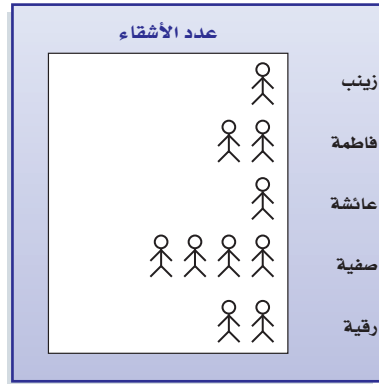 عدد الأشقاء
زينب
فاطمة
عائشة
صفية
رقية